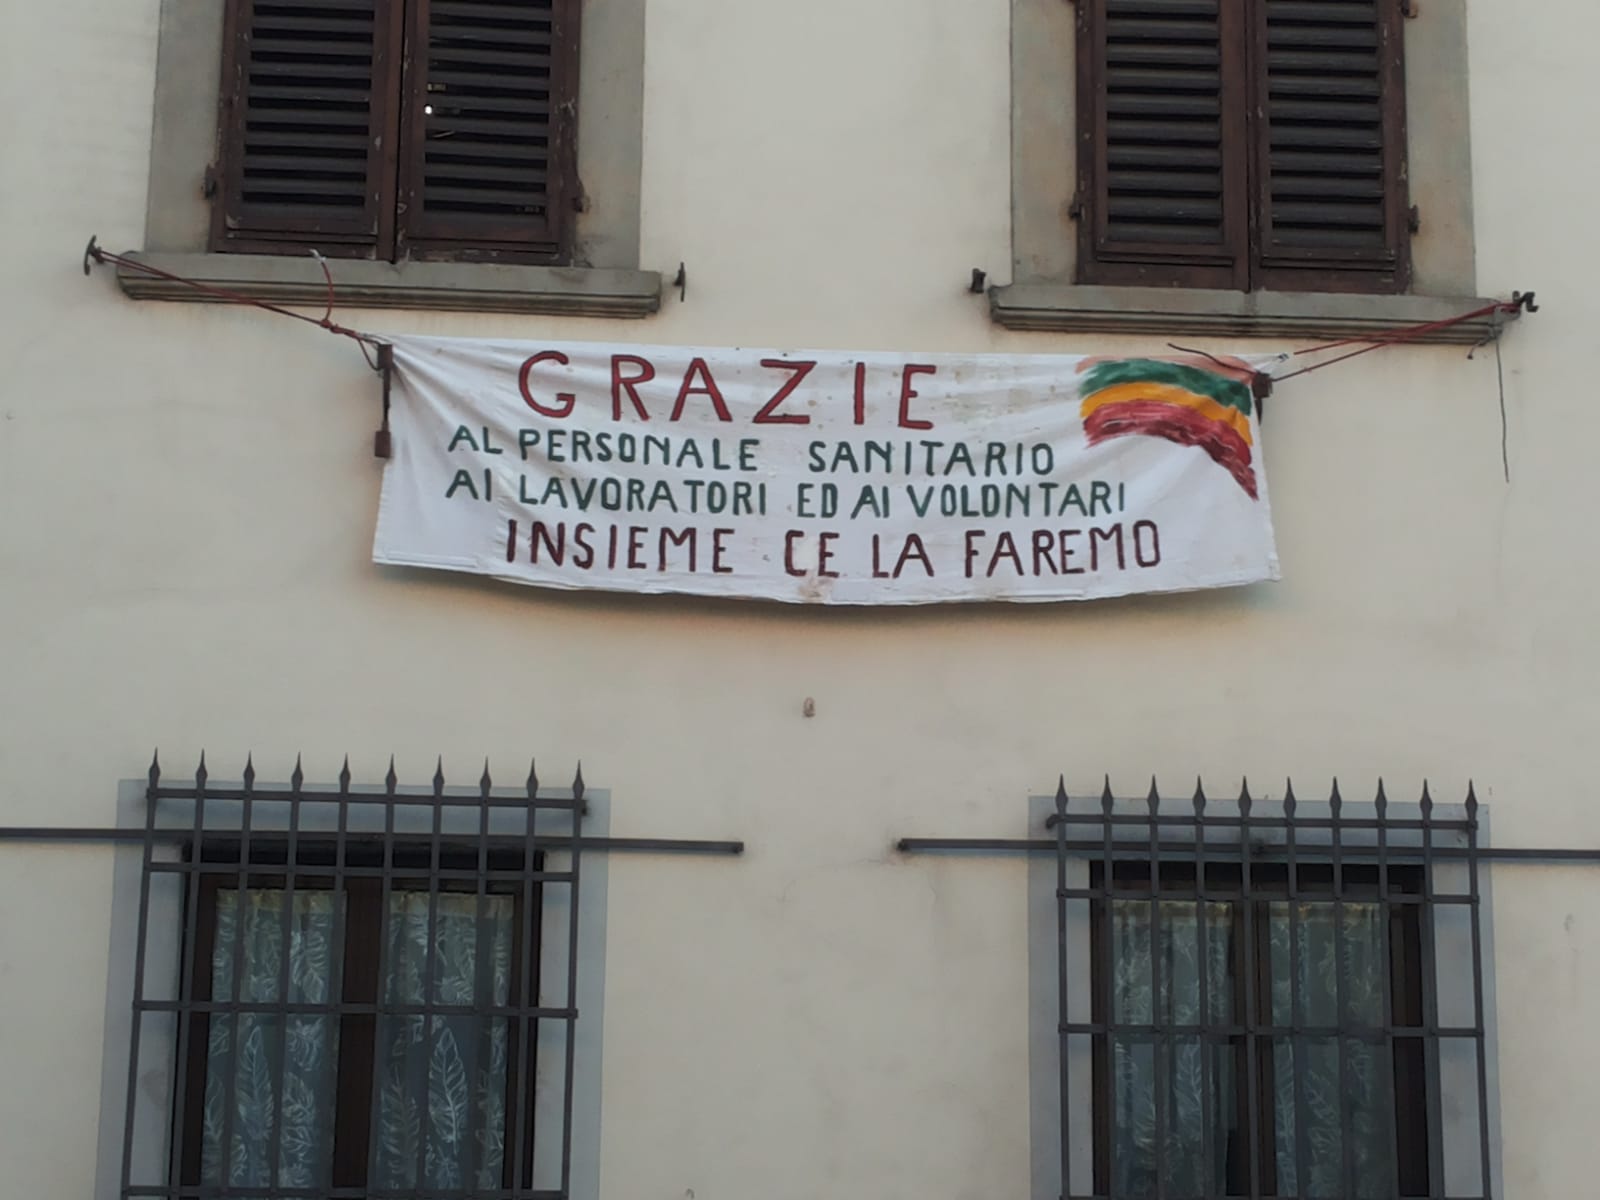 GRAZIE
AL PERSONALE SANITARIO
AI LAVORATORI ED AI VOLONTARI
INSIEME CE LA FAREMO